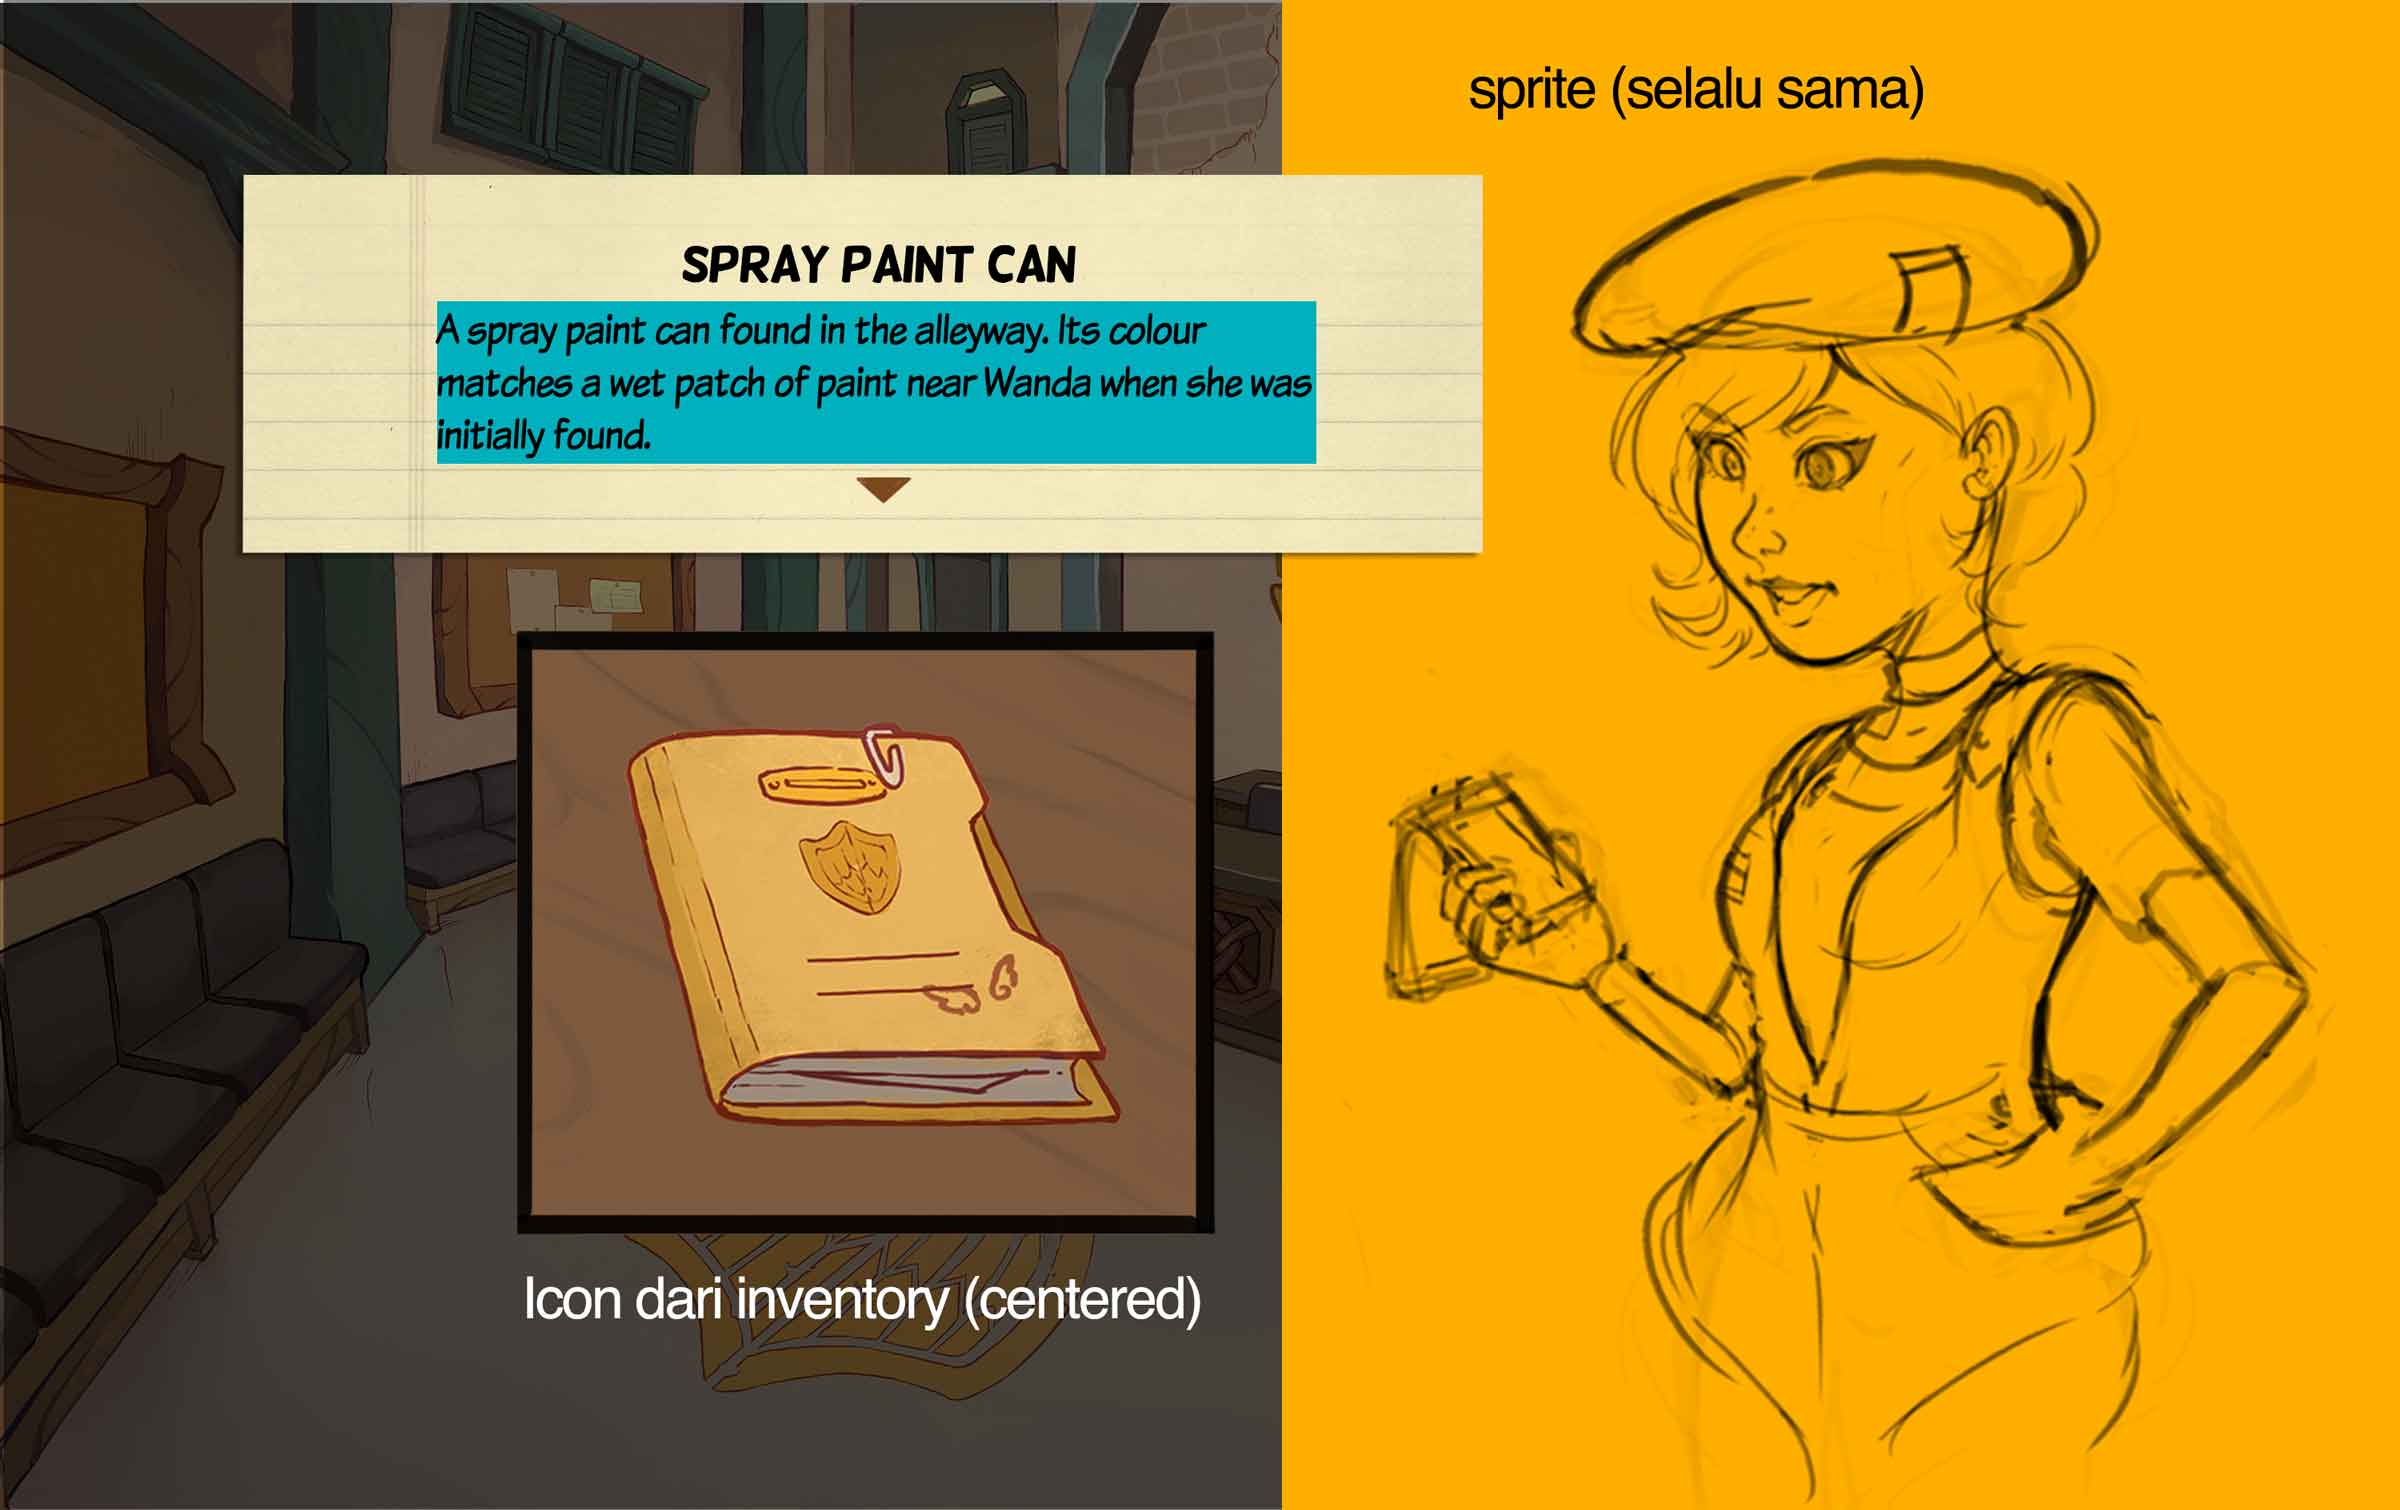 sprite (selalu sama)
SPRAY PAINT CAN
A spray paint can found in the alleyway. Its colour
matches a wet patch of paint near Wanda when she was
initially found.
Icon dari inventory (centered)